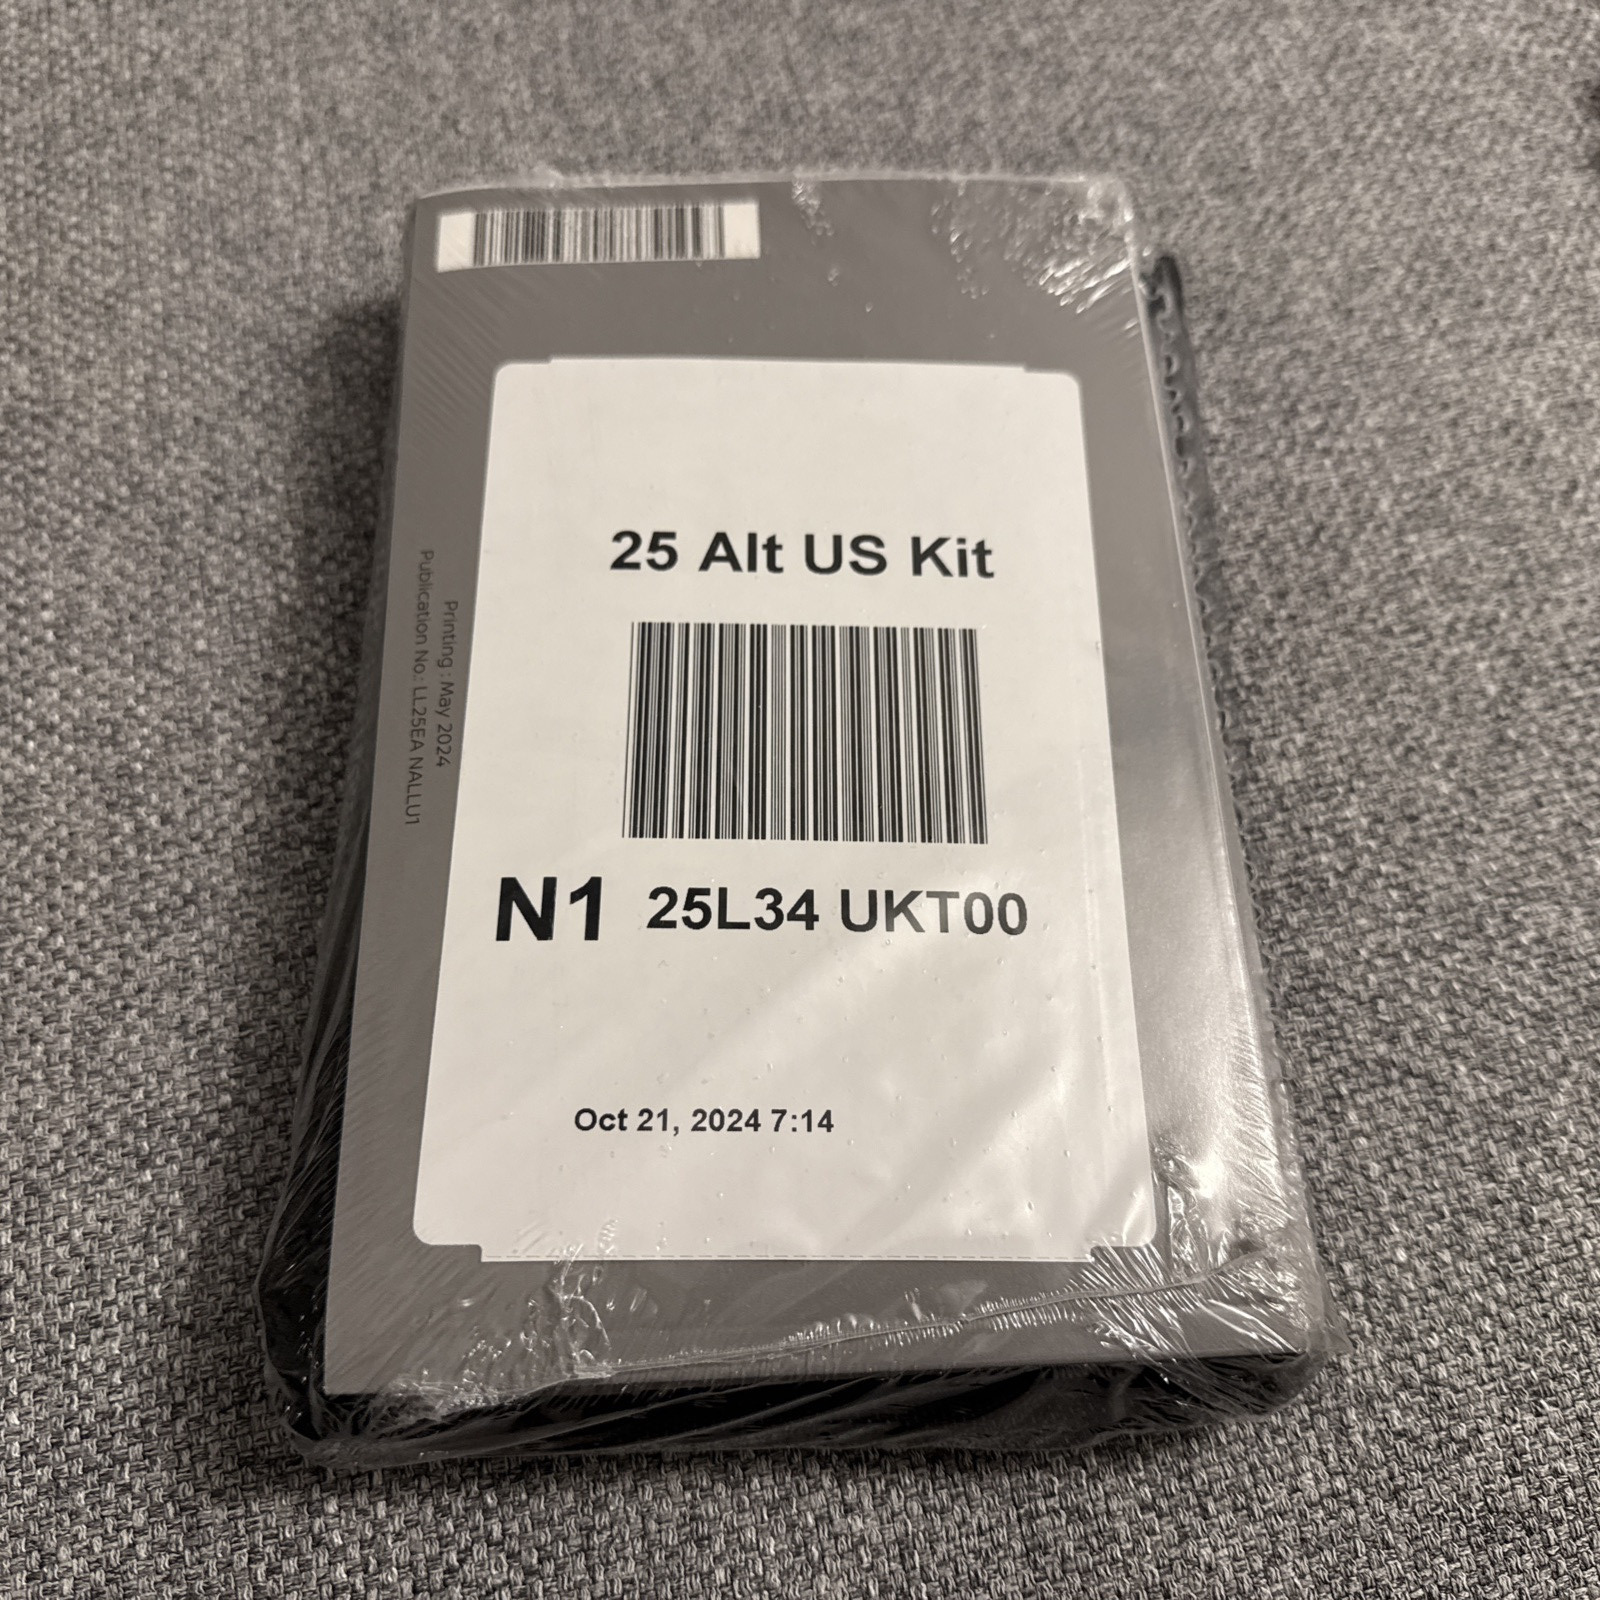 25 Alt US Kit
N1 25L34 UKT00
Oct 21, 2024 7:14
Printing : May 2024
Publication No.: LL25EA NALLU1